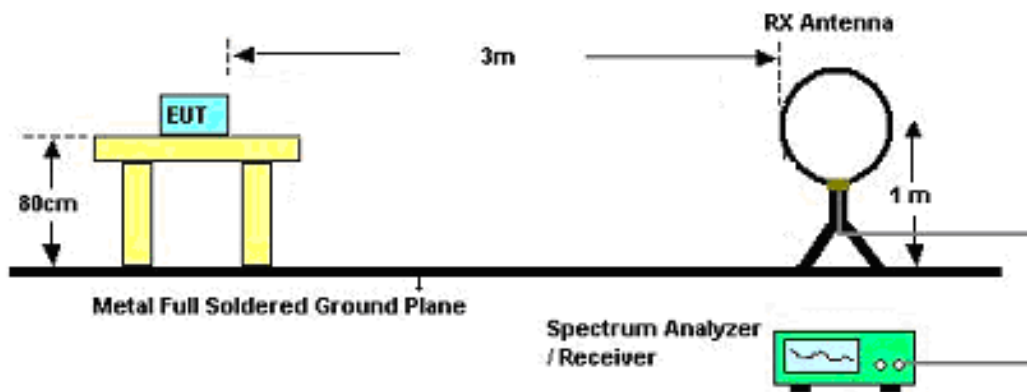 RX Antenna
3m
EUT
80cm
1 m
Metal Full Soldered Ground Plane
Spectrum Analyzer
/ Receiver